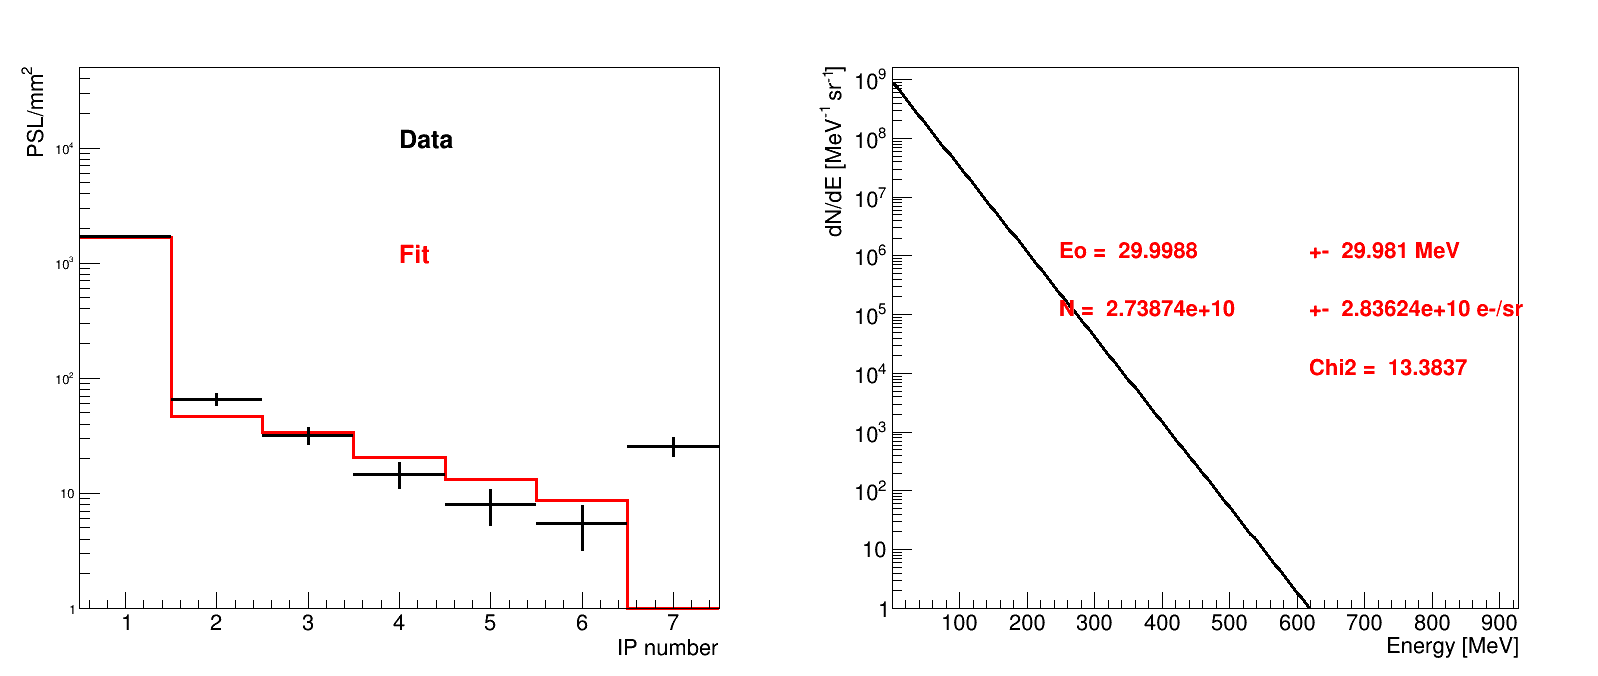 PSL/mm²
10⁴
10³
10²
10
1
Data
Fit
1 2 3 4 5 6 7
IP number
dN/dE [MeV⁻¹ sr⁻¹]
10⁹
10⁸
10⁷
10⁶
10⁵
10⁴
10³
10²
10
1
Eo = 29.9988 +- 29.981 MeV
N = 2.73874e+10 +- 2.83624e+10 e-/sr
Chi2 = 13.3837
100 200 300 400 500 600 700 800 900
Energy [MeV]